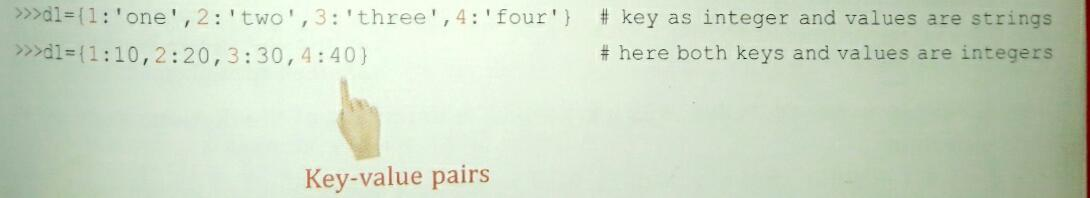 >>>d1={1:'one',2:'two',3:'three',4:'four'} # key as integer and values are strings
>>>d1={1:10,2:20,3:30,4:40} # here both keys and values are integers
Key-value pairs